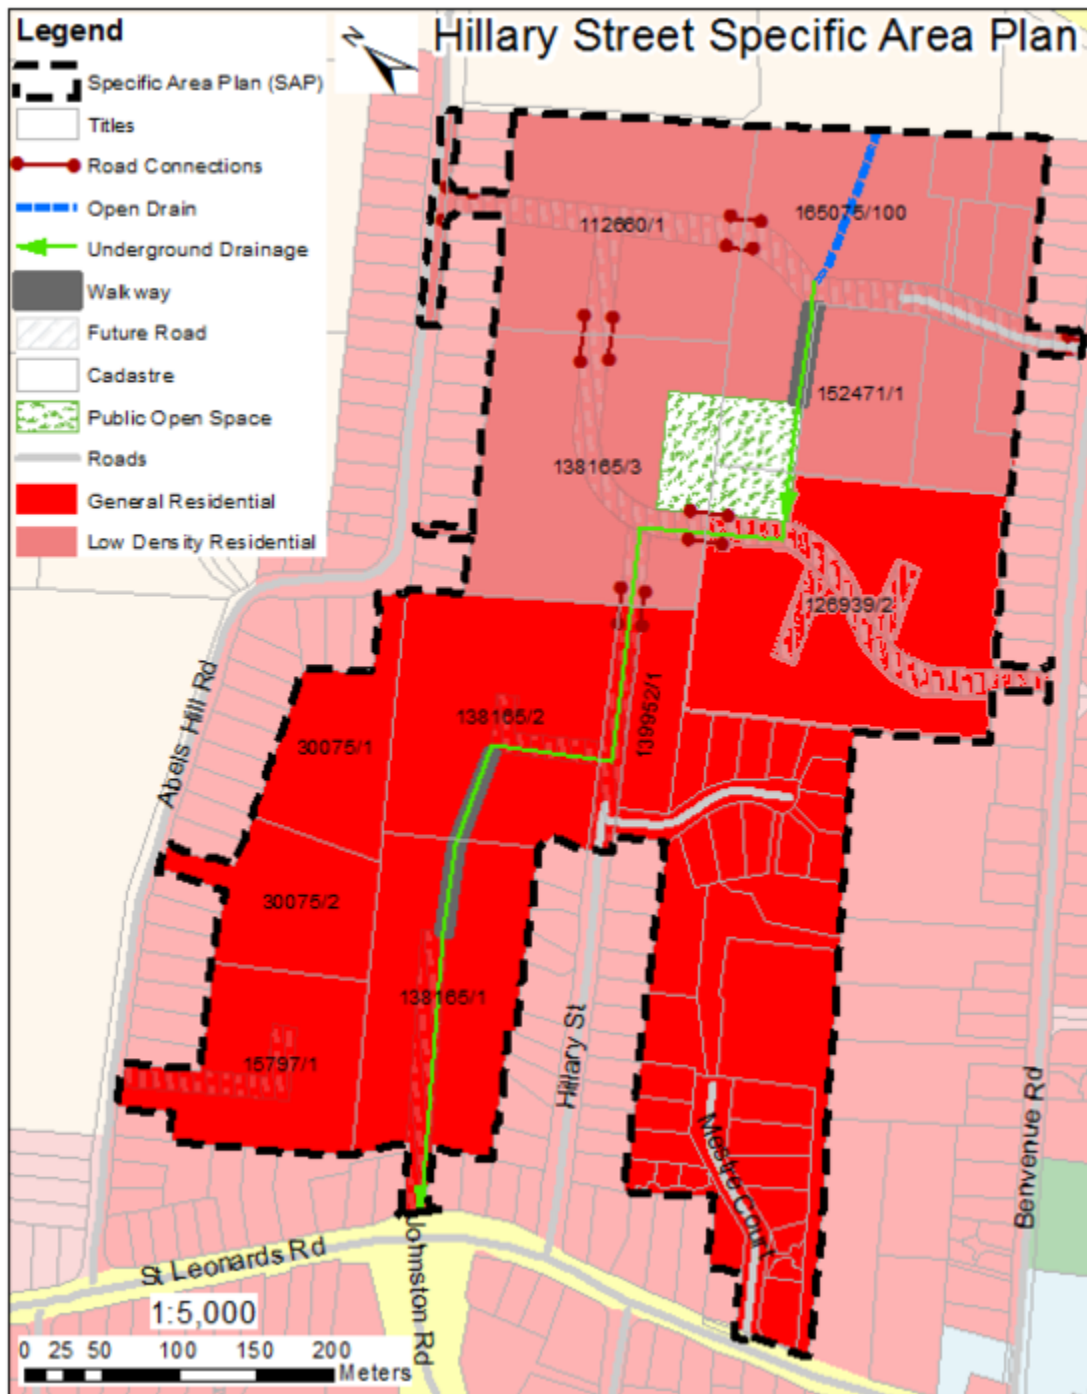 Legend
Hillary Street Specific Area Plan
N
Specific Area Plan (SAP)
Titles
Road Connections
Open Drain
Underground Drainage
Walkway
Future Road
Cadastre
Public Open Space
Roads
General Residential
Low Density Residential
112660/1
165075/100
152471/1
138165/3
126939/2
139952/1
138165/2
30075/1
Abels Hill Rd
30075/2
138165/1
15797/1
Hillary St
Mestre Court
Benvenue Rd
St Leonards Rd
Johnston Rd
1:5,000
0 25 50 100 150 200
Meters